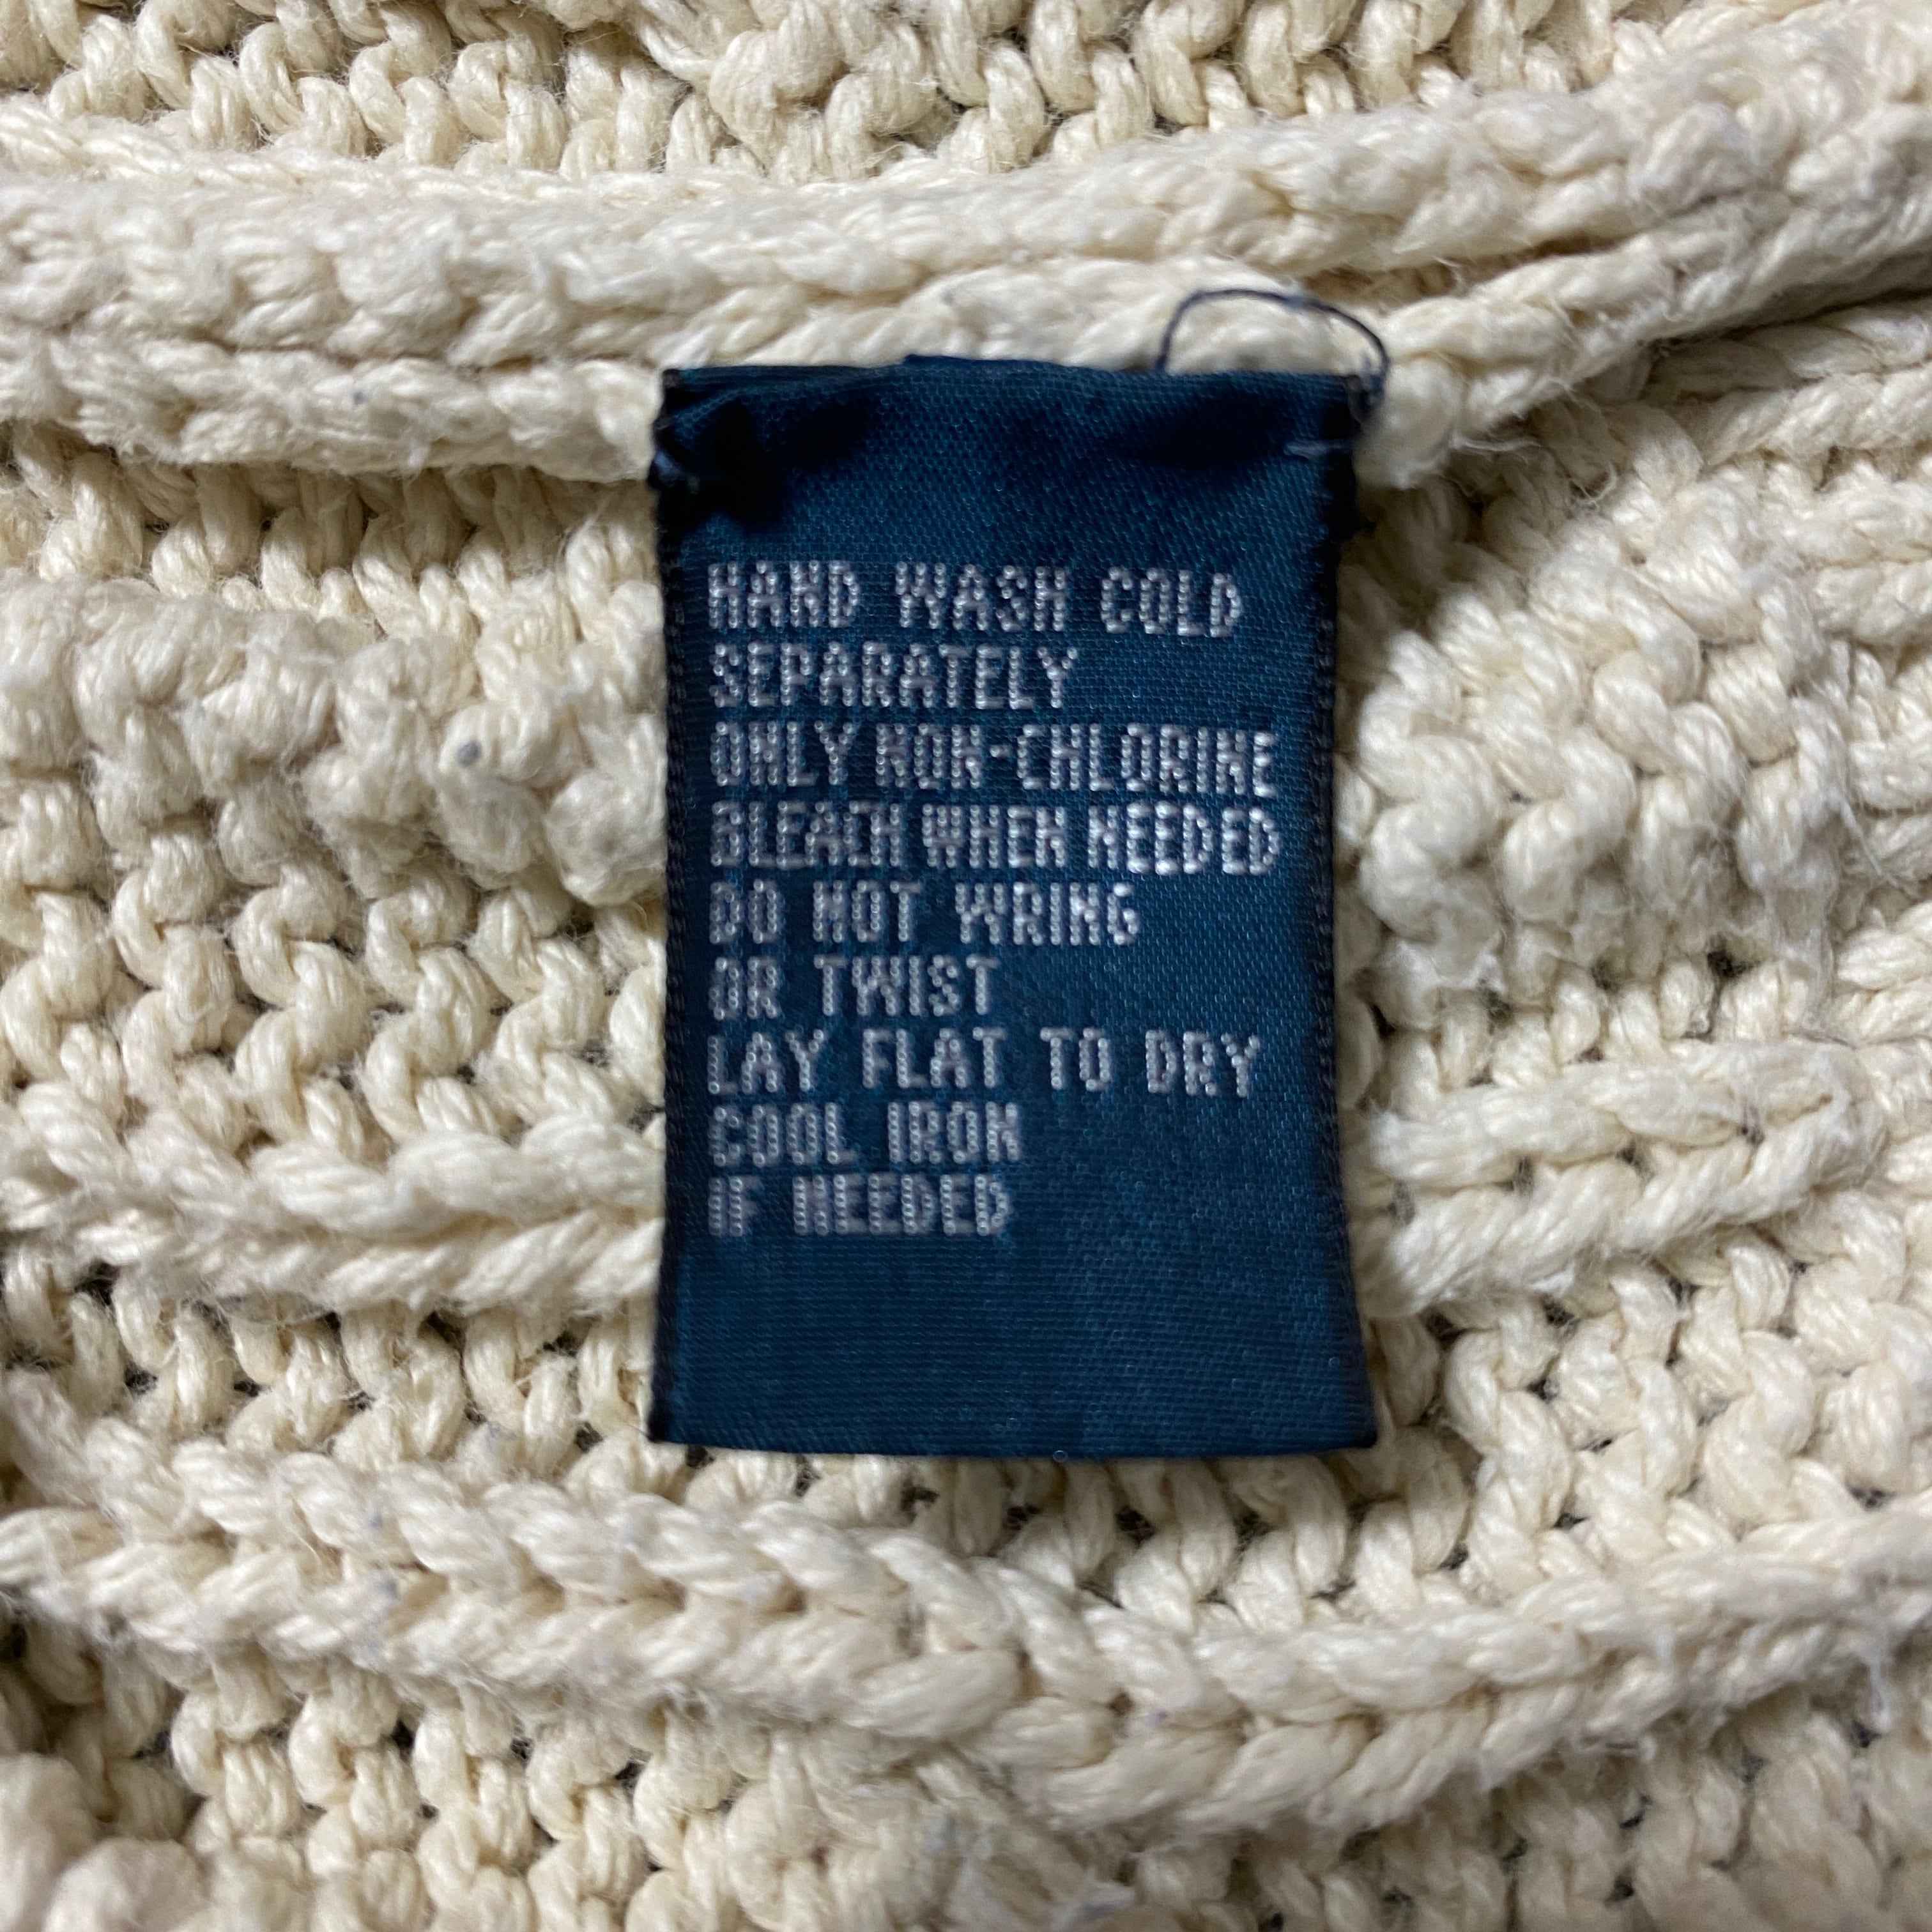 HAND WASH COLD
SEPARATELY
ONLY NON-CHLORINE
BLEACH WHEN NEEDED
DO NOT WRING
OR TWIST
LAY FLAT TO DRY
COOL IRON
IF NEEDED